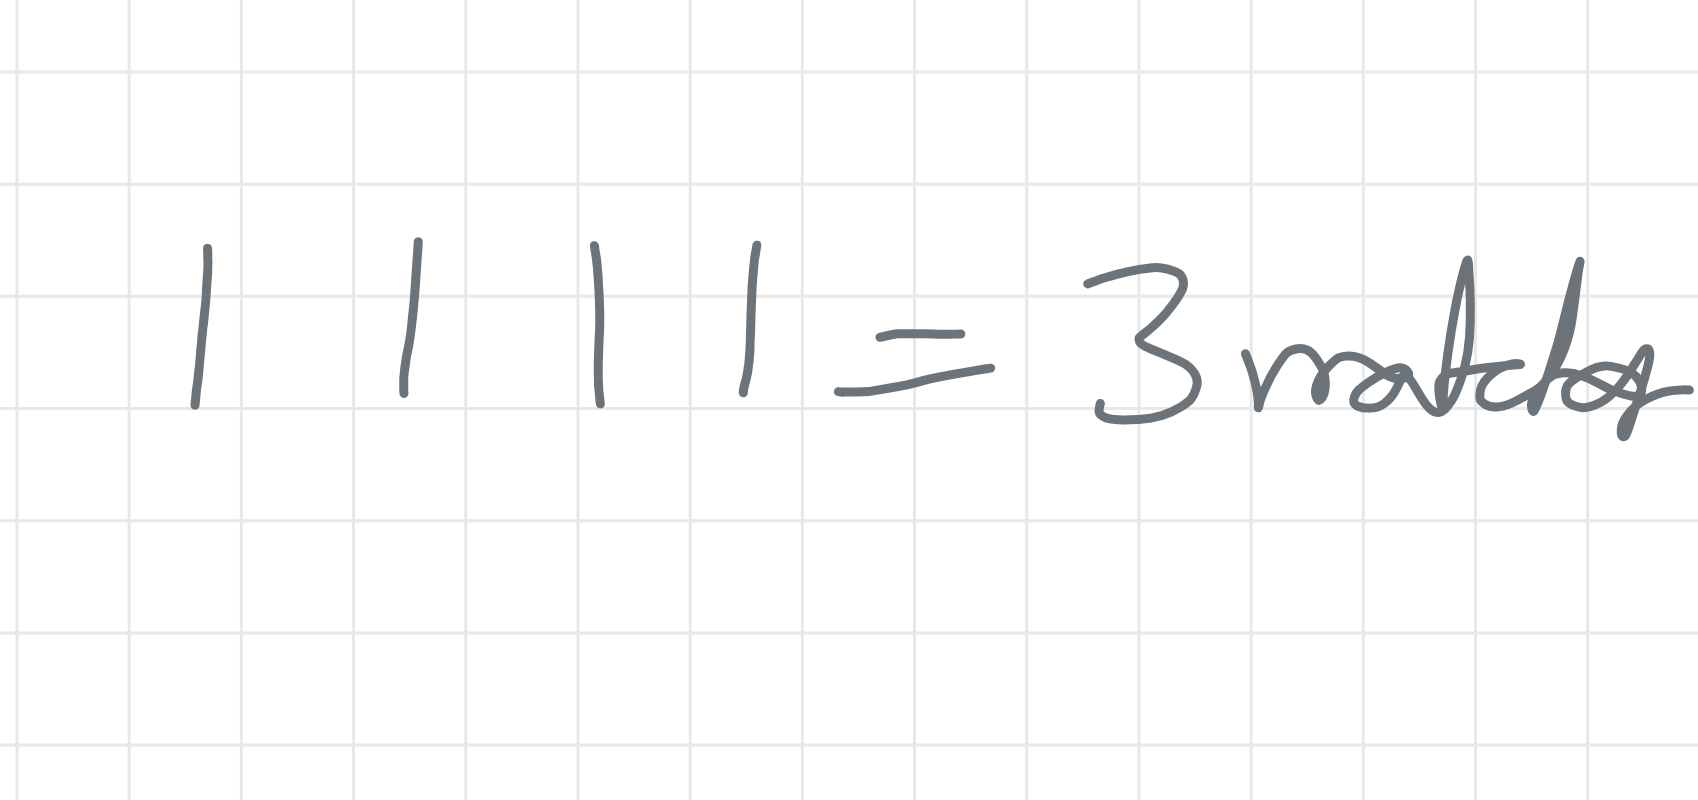 | | | | = 3 matches